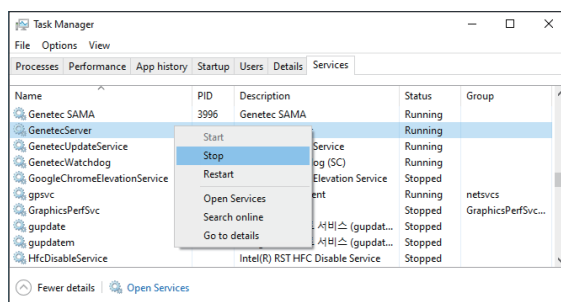 Task Manager
File Options View
Processes Performance App history Startup Users Details Services
Name PID Description Status Group
Genetec SAMA 3996 Genetec SAMA Running
GenetecServer Running
GenetecUpdateService Service Running
GenetecWatchdog og (SC) Running
GoogleChromeElevationService Elevation Service Stopped
gpsvc ent Running netsvcs
GraphicsPerfSvc Stopped GraphicsPerfSvc...
gupdate 서비스 (gupdat... Stopped
gupdatem 서비스 (gupdat... Stopped
HfcDisableService Intel(R) RST HFC Disable Service Stopped
Start
Stop
Restart
Open Services
Search online
Go to details
Fewer details Open Services